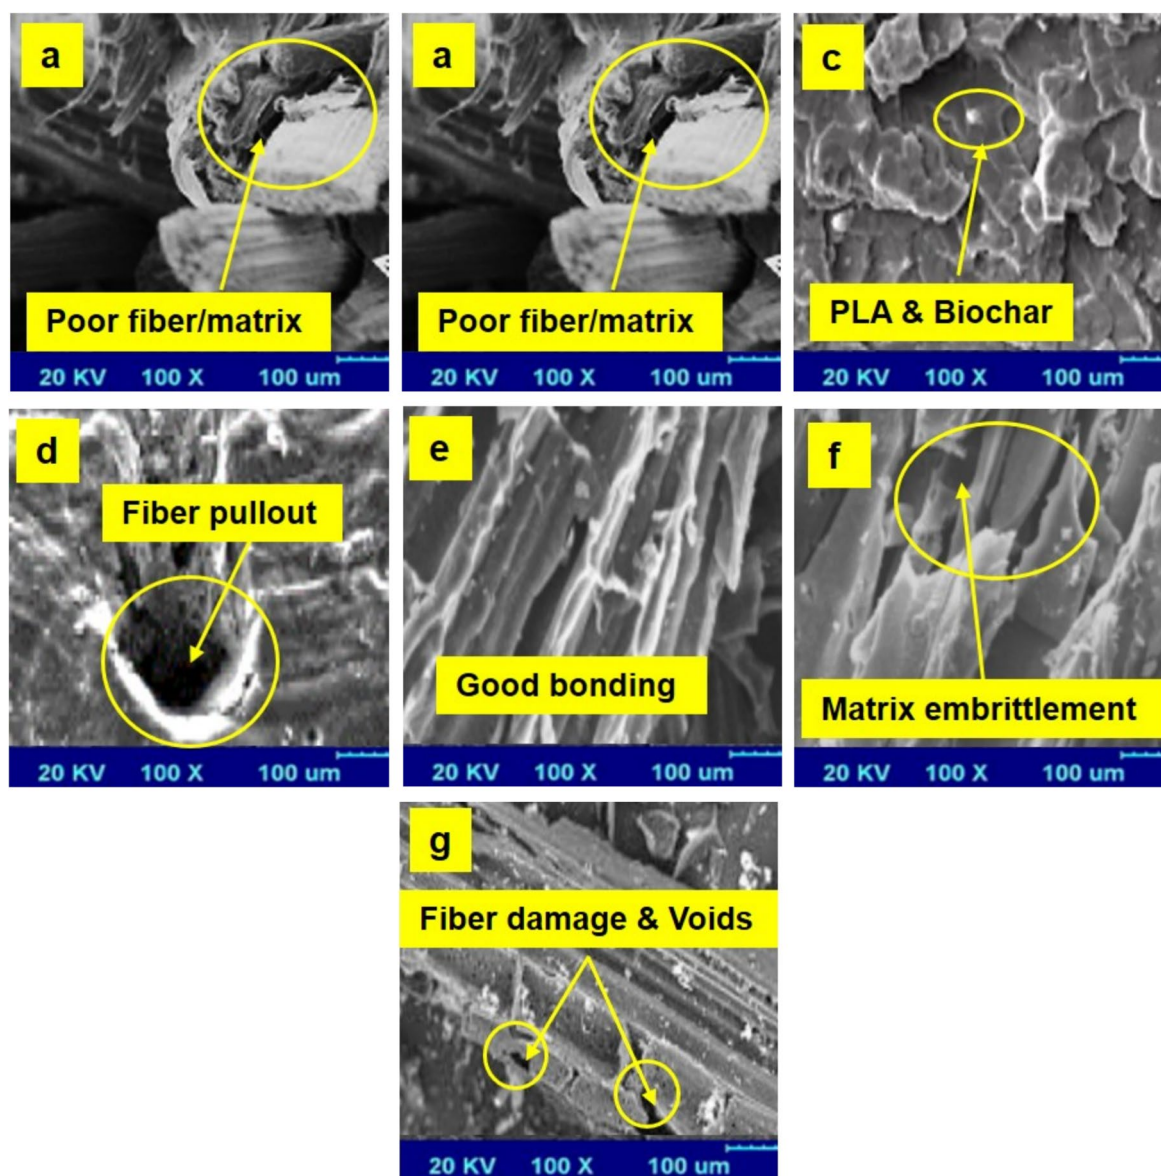 a
Poor fiber/matrix
20 KV 100 X 100 um
a
Poor fiber/matrix
20 KV 100 X 100 um
c
PLA & Biochar
20 KV 100 X 100 um
d
Fiber pullout
20 KV 100 X 100 um
e
Good bonding
20 KV 100 X 100 um
f
Matrix embrittlement
20 KV 100 X 100 um
g
Fiber damage & Voids
20 KV 100 X 100 um